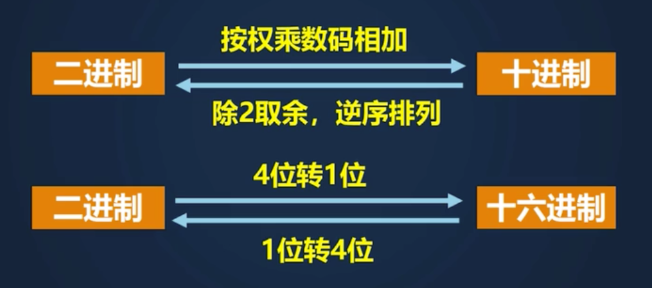 按权乘数码相加
二进制
十进制
除2取余，逆序排列
4位转1位
二进制
十六进制
1位转4位